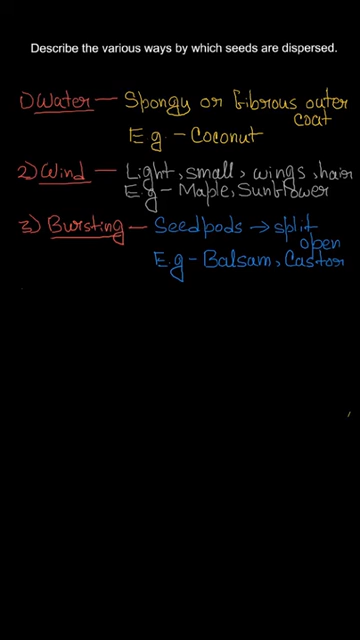 Describe the various ways by which seeds are dispersed.
1) Water — Spongy or fibrous outer
coat
E.g. - Coconut
2) Wind — Light, small, wings, hair
E.g - Maple, Sunflower
3) Bursting — Seedpods → split
open
E.g - Balsam, Castor